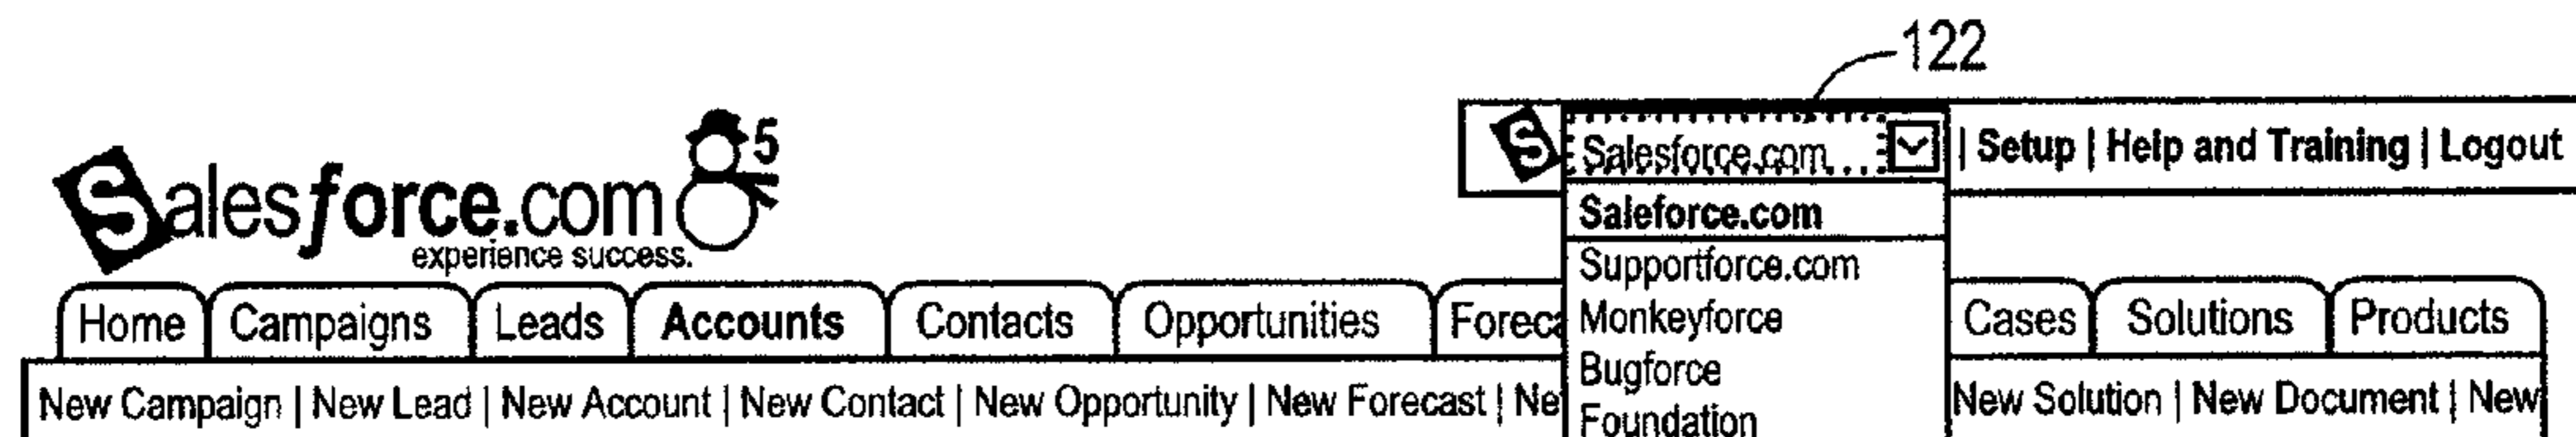 122
Salesforce.com 5
experience success.
S Salesforce.com | Setup | Help and Training | Logout
Saleforce.com
Supportforce.com
Monkeyforce
Bugforce
Foundation
Home Campaigns Leads Accounts Contacts Opportunities Foreca Cases Solutions Products
New Campaign | New Lead | New Account | New Contact | New Opportunity | New Forecast | Ne New Solution | New Document | New